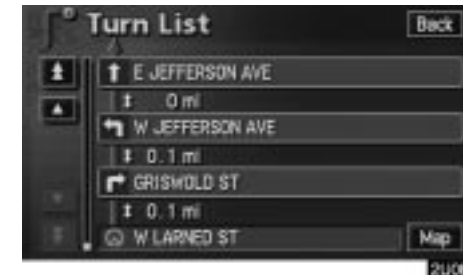 Turn List
Back
E JEFFERSON AVE
0 mi
W JEFFERSON AVE
0.1 mi
GRISWOLD ST
0.1 mi
W LARNED ST
Map